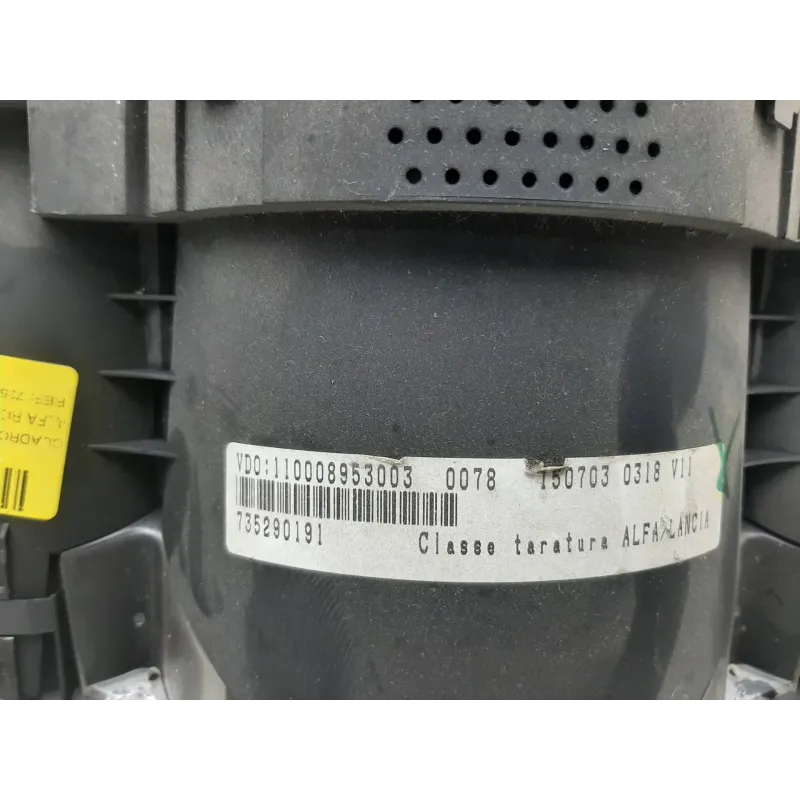 VDO:110008953003 0078 150703 0318 V11
735290191 Classe taratura ALFA/LANCIA